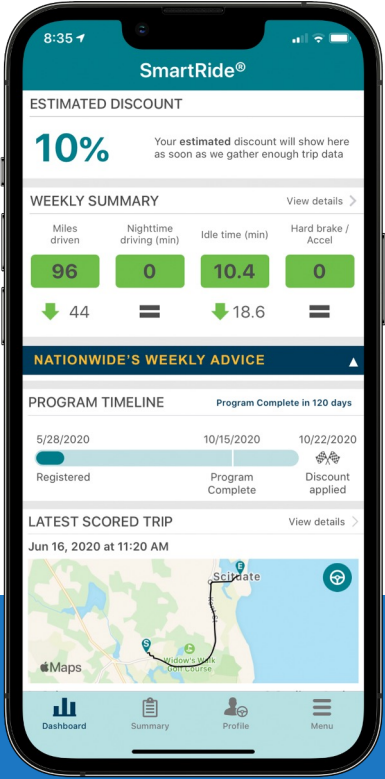 8:35
SmartRide®
ESTIMATED DISCOUNT
10%
Your estimated discount will show here
as soon as we gather enough trip data
WEEKLY SUMMARY
View details >
Miles
driven
Nighttime
driving (min)
Idle time (min)
Hard brake /
Accel
96
0
10.4
0
44
18.6
NATIONWIDE'S WEEKLY ADVICE
PROGRAM TIMELINE
Program Complete in 120 days
5/28/2020
10/15/2020
10/22/2020
Registered
Program
Complete
Discount
applied
LATEST SCORED TRIP
View details >
Jun 16, 2020 at 11:20 AM
E
Scituate
S
Widow's Walk
Golf Course
Maps
Dashboard
Summary
Profile
Menu